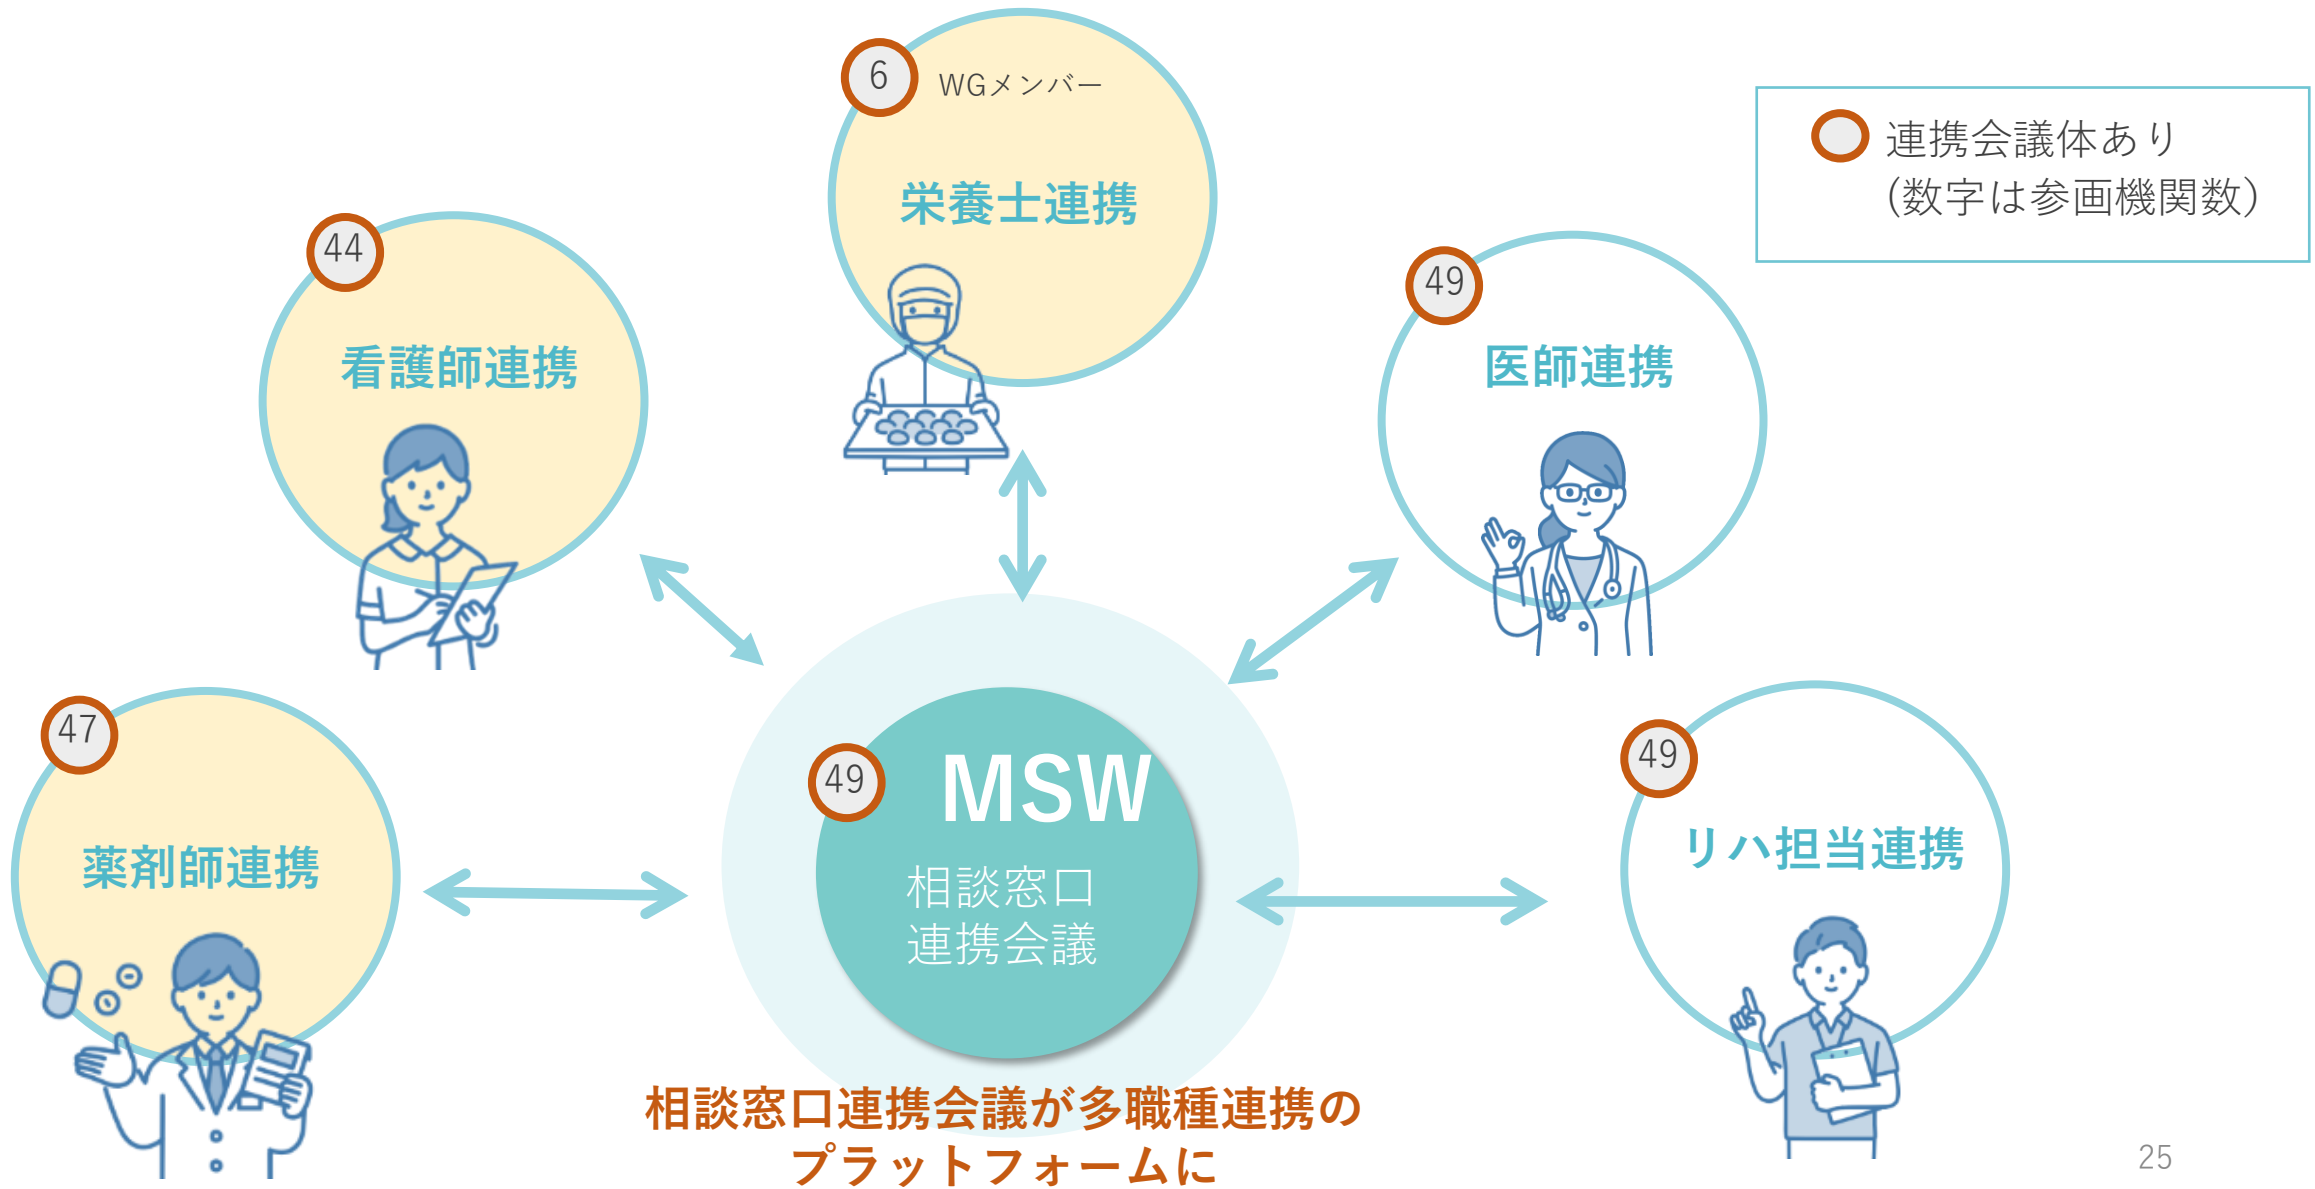 6
WGメンバー
栄養士連携
連携会議体あり
(数字は参画機関数)
44
看護師連携
49
医師連携
47
薬剤師連携
49
MSW
相談窓口
連携会議
49
リハ担当連携
相談窓口連携会議が多職種連携の
プラットフォームに
25